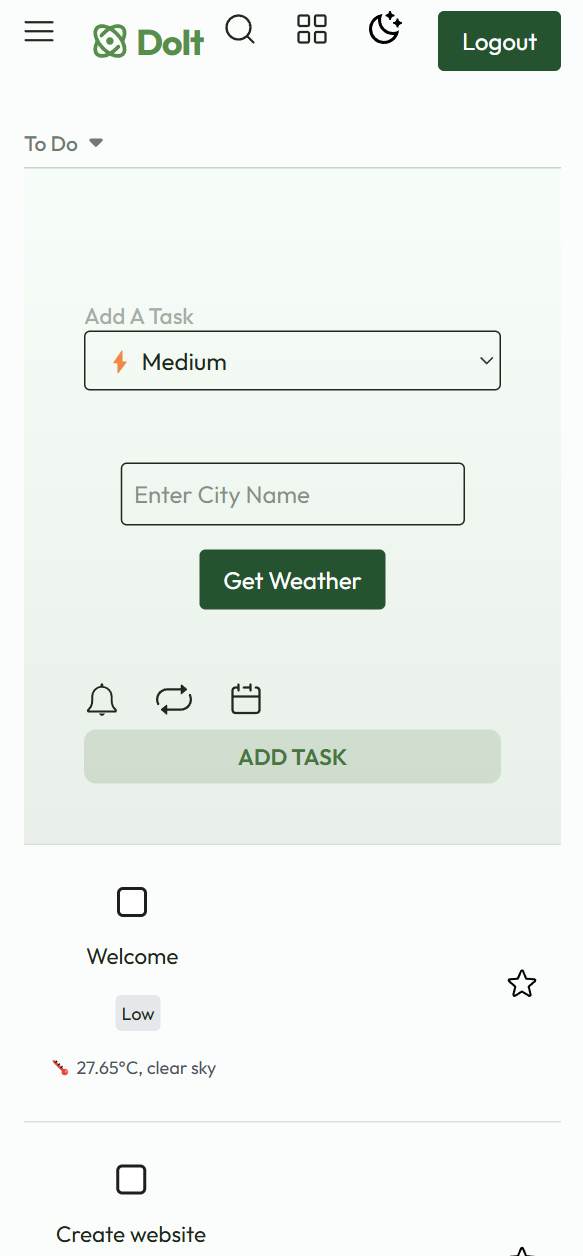 DoIt
Logout
To Do
Add A Task
Medium
Enter City Name
Get Weather
ADD TASK
Welcome
Low
27.65°C, clear sky
Create website